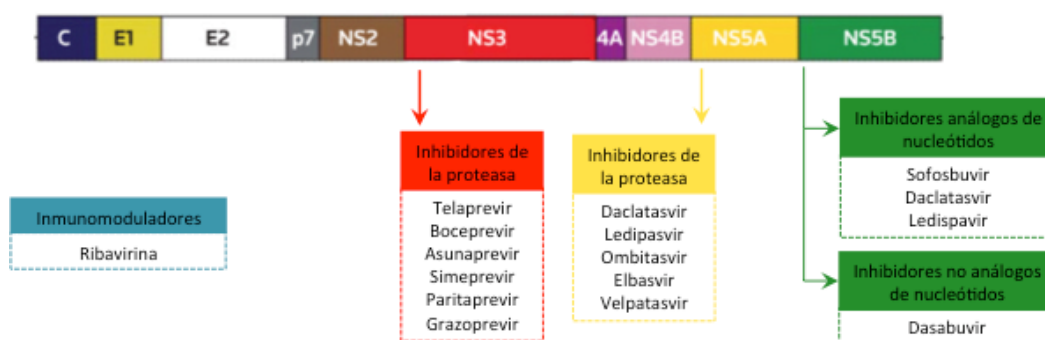 C E1 E2 p7 NS2 NS3 4A NS4B NS5A NS5B
Inmunomoduladores
Ribavirina
Inhibidores de
la proteasa
Telaprevir
Boceprevir
Asunaprevir
Simeprevir
Paritaprevir
Grazoprevir
Inhibidores de
la proteasa
Daclatasvir
Ledipasvir
Ombitasvir
Elbasvir
Velpatasvir
Inhibidores análogos de
nucleótidos
Sofosbuvir
Daclatasvir
Ledispavir
Inhibidores no análogos
de nucleótidos
Dasabuvir